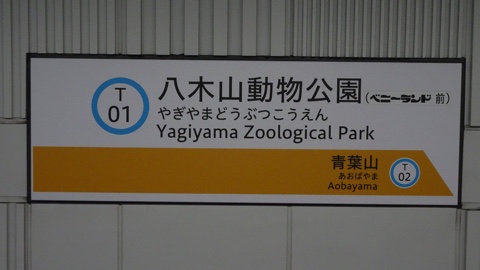 T
01
八木山動物公園(ベニーランド 前)
やぎやまどうぶつこうえん
Yagiyama Zoological Park
青葉山
あおばやま
Aobayama
T
02